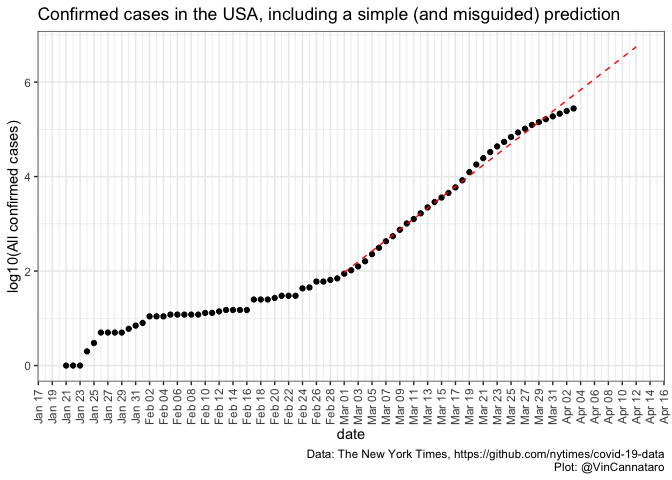 Confirmed cases in the USA, including a simple (and misguided) prediction
log10(All confirmed cases)
6
4
2
0
Jan 17
Jan 19
Jan 21
Jan 23
Jan 25
Jan 27
Jan 29
Jan 31
Feb 02
Feb 04
Feb 06
Feb 08
Feb 10
Feb 12
Feb 14
Feb 16
Feb 18
Feb 20
Feb 22
Feb 24
Feb 26
Feb 28
Mar 01
Mar 03
Mar 05
Mar 07
Mar 09
Mar 11
Mar 13
Mar 15
Mar 17
Mar 19
Mar 21
Mar 23
Mar 25
Mar 27
Mar 29
Mar 31
Apr 02
Apr 04
Apr 06
Apr 08
Apr 10
Apr 12
Apr 14
Apr 16
date
Data: The New York Times, https://github.com/nytimes/covid-19-data
Plot: @VinCannataro